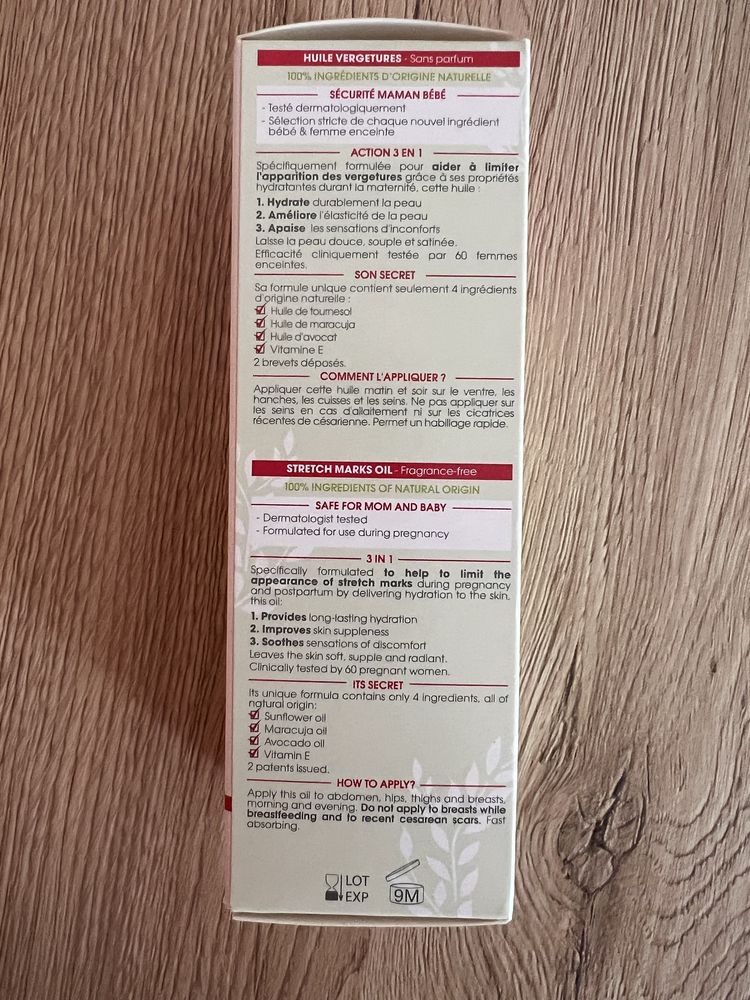 HUILE VERGETURES - Sans parfum
100% INGRÉDIENTS D'ORIGINE NATURELLE
SÉCURITÉ MAMAN BÉBÉ
- Testé dermatologiquement
- Sélection stricte de chaque nouvel ingrédient
bébé & femme enceinte
ACTION 3 EN 1
Spécifiquement formulée pour aider à limiter
l'apparition des vergetures grâce à ses propriétés
hydratantes durant la maternité, cette huile :
1. Hydrate durablement la peau
2. Améliore l'élasticité de la peau
3. Apaise les sensations d'inconforts
Laisse la peau douce, souple et satinée.
Efficacité cliniquement testée par 60 femmes
enceintes.
SON SECRET
Sa formule unique contient seulement 4 ingrédients
d'origine naturelle :
Huile de tournesol
Huile de maracuja
Huile d'avocat
Vitamine E
2 brevets déposés.
COMMENT L'APPLIQUER ?
Appliquer cette huile matin et soir sur le ventre, les
hanches, les cuisses et les seins. Ne pas appliquer sur
les seins en cas d'allaitement ni sur les cicatrices
récentes de césarienne. Permet un habillage rapide.
STRETCH MARKS OIL - Fragrance-free
100% INGREDIENTS OF NATURAL ORIGIN
SAFE FOR MOM AND BABY
- Dermatologist tested
- Formulated for use during pregnancy
3 IN 1
Specifically formulated to help to limit the
appearance of stretch marks during pregnancy
and postpartum by delivering hydration to the skin,
this oil:
1. Provides long-lasting hydration
2. Improves skin suppleness
3. Soothes sensations of discomfort
Leaves the skin soft, supple and radiant.
Clinically tested by 60 pregnant women.
ITS SECRET
Its unique formula contains only 4 ingredients, all of
natural origin:
Sunflower oil
Maracuja oil
Avocado oil
Vitamin E
2 patents issued.
HOW TO APPLY?
Apply this oil to abdomen, hips, thighs and breasts,
morning and evening. Do not apply to breasts while
breastfeeding and to recent cesarean scars. Fast
absorbing.
LOT
EXP
9M